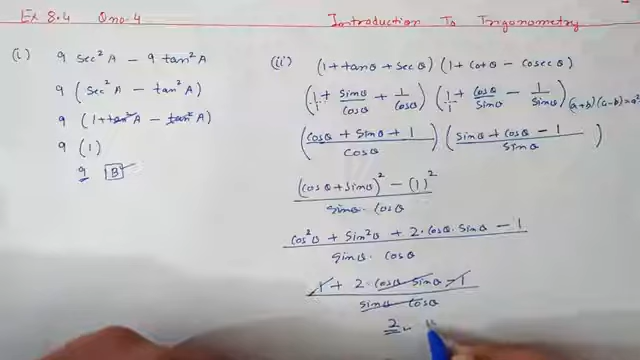 Ex 8.4 Qno.4 Introduction To Trigonometry
(i) 9 sec²A − 9 tan²A
9 (sec²A − tan²A)
9 (1+tan²A − tan²A)
9 (1)
9 B
(ii) (1+tanθ + secθ) (1+cotθ − cosecθ)
(1/1 + sinθ/cosθ + 1/cosθ) (1/1 + cosθ/sinθ − 1/sinθ) (a+b)(a−b)=a²
(cosθ + sinθ + 1 / cosθ) (sinθ + cosθ − 1 / sinθ)
(cosθ + sinθ)² − (1)² / sinθ · cosθ
cos²θ + sin²θ + 2·cosθ·sinθ − 1 / sinθ · cosθ
1 + 2·cosθ sinθ − 1 / sinθ cosθ
2